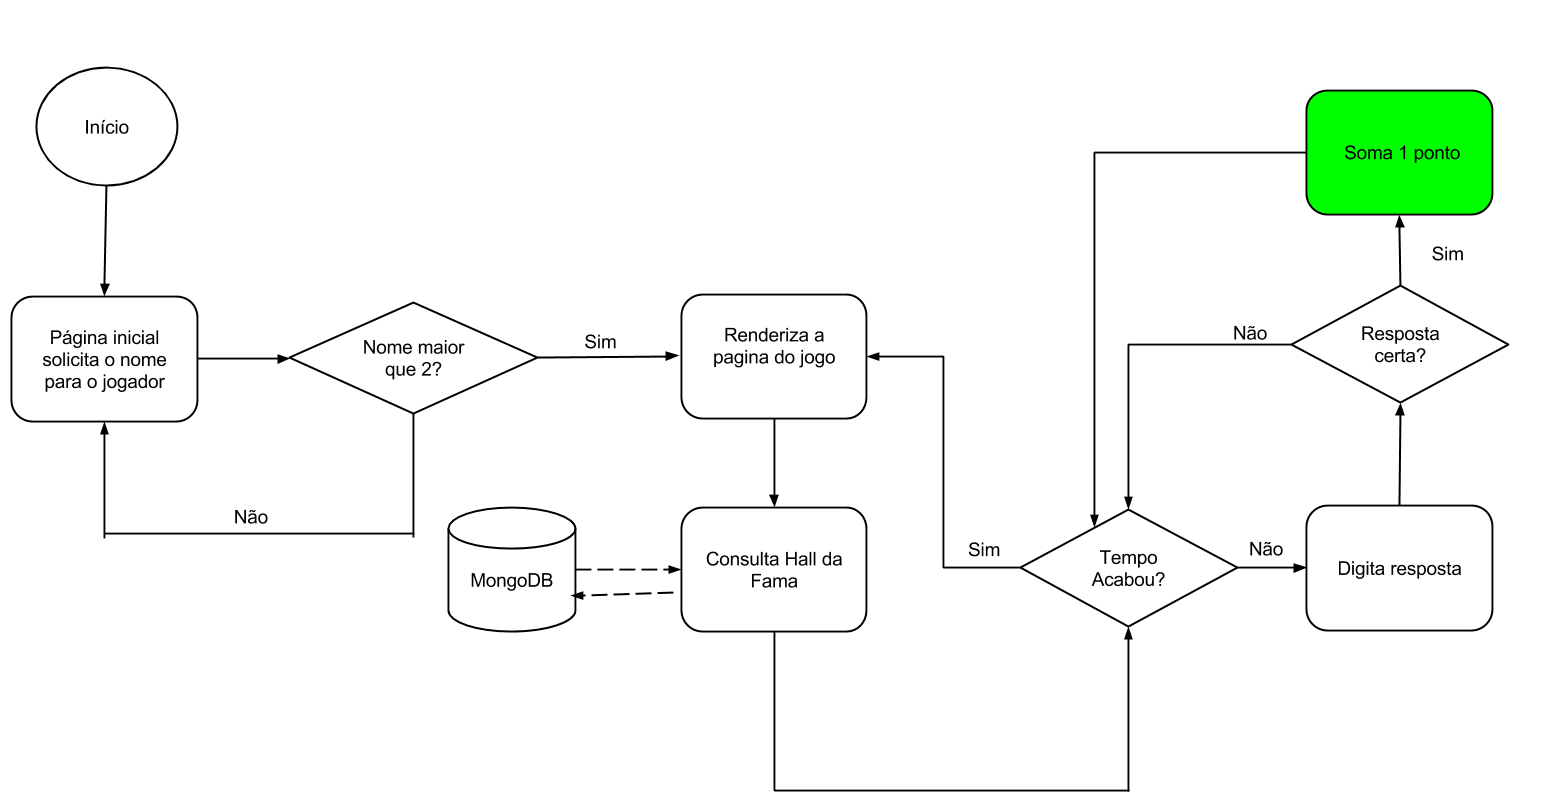 Início
Soma 1 ponto
Sim
Página inicial
solicita o nome
para o jogador
Nome maior
que 2?
Sim
Renderiza a
pagina do jogo
Não
Resposta
certa?
Não
MongoDB
Consulta Hall da
Fama
Sim
Tempo
Acabou?
Não
Digita resposta